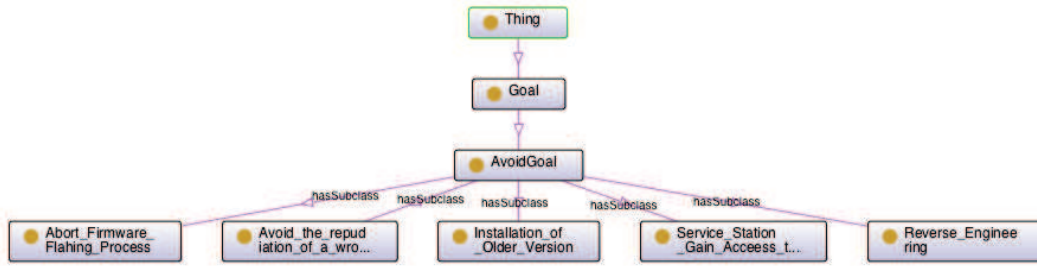 Thing
Goal
AvoidGoal
hasSubclass
hasSubclass
hasSubclass
hasSubclass
hasSubclass
Abort_Firmware_
Flahing_Process
Avoid_the_repud
iation_of_a_wro...
Installation_of
_Older_Version
Service_Station
_Gain_Acceess_t...
Reverse_Enginee
ring